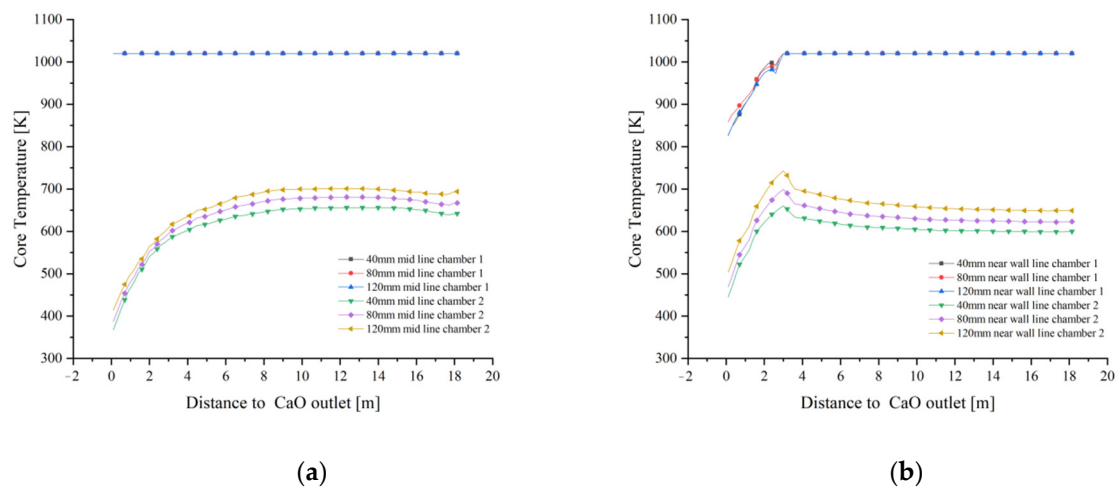 1100
1000
900
800
700
600
500
400
300
Core Temperature [K]
40mm mid line chamber 1
80mm mid line chamber 1
120mm mid line chamber 1
40mm mid line chamber 2
80mm mid line chamber 2
120mm mid line chamber 2
−2 0 2 4 6 8 10 12 14 16 18 20
Distance to CaO outlet [m]
(a)
1100
1000
900
800
700
600
500
400
300
Core Temperature [K]
40mm near wall line chamber 1
80mm near wall line chamber 1
120mm near wall line chamber 1
40mm near wall line chamber 2
80mm near wall line chamber 2
120mm near wall line chamber 2
−2 0 2 4 6 8 10 12 14 16 18 20
Distance to CaO outlet [m]
(b)